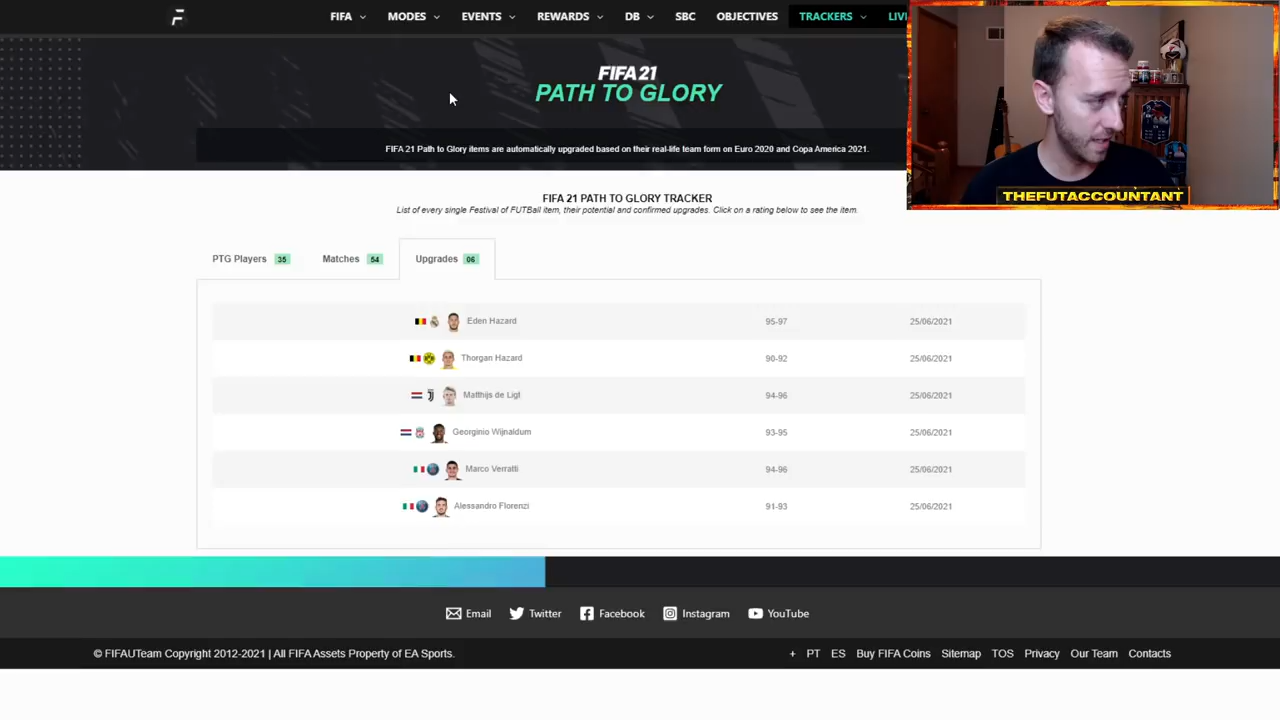 FIFA MODES EVENTS REWARDS DB SBC OBJECTIVES TRACKERS LIVI
FIFA 21
PATH TO GLORY
FIFA 21 Path to Glory items are automatically upgraded based on their real-life team form on Euro 2020 and Copa America 2021.
THEFUTACCOUNTANT
FIFA 21 PATH TO GLORY TRACKER
List of every single Festival of FUTBall item, their potential and confirmed upgrades. Click on a rating below to see the item.
PTG Players 35 Matches 54 Upgrades 06
Eden Hazard 95-97 25/06/2021
Thorgan Hazard 90-92 25/06/2021
Matthijs de Ligt 94-96 25/06/2021
Georginio Wijnaldum 93-95 25/06/2021
Marco Verratti 94-96 25/06/2021
Alessandro Florenzi 91-93 25/06/2021
Email Twitter Facebook Instagram YouTube
© FIFAUTeam Copyright 2012-2021 | All FIFA Assets Property of EA Sports. + PT ES Buy FIFA Coins Sitemap TOS Privacy Our Team Contacts